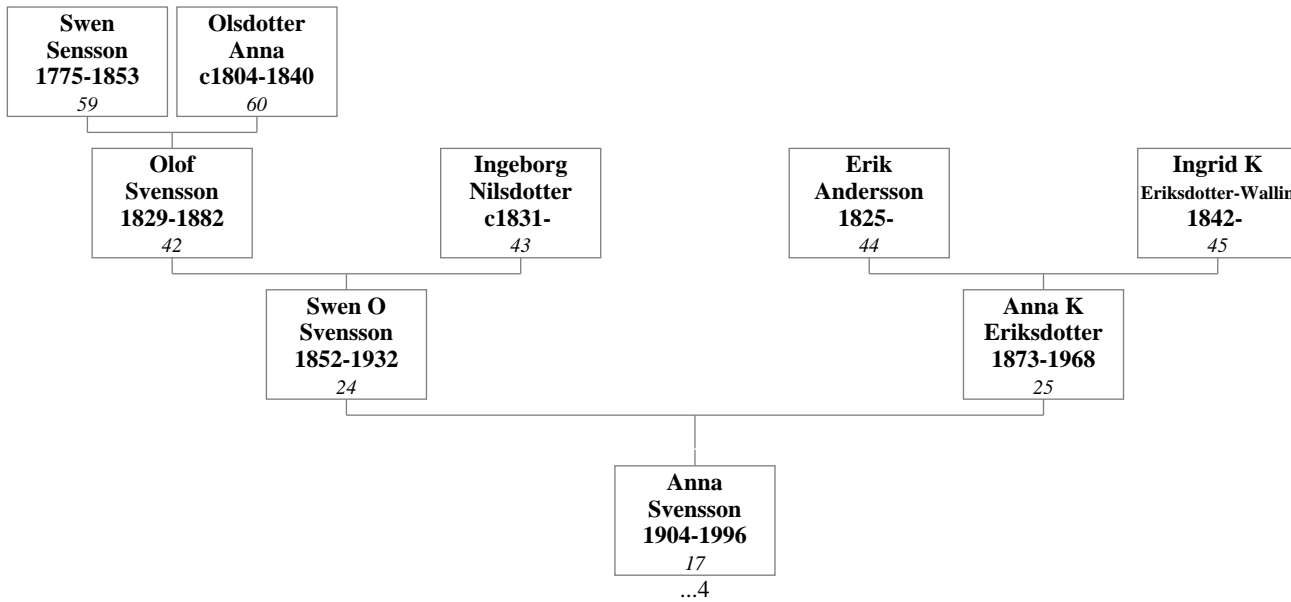 Swen
Sensson
1775-1853
59
Olsdotter
Anna
c1804-1840
60
Olof
Svensson
1829-1882
42
Ingeborg
Nilsdotter
c1831-
43
Erik
Andersson
1825-
44
Ingrid K
Eriksdotter-Wallin
1842-
45
Swen O
Svensson
1852-1932
24
Anna K
Eriksdotter
1873-1968
25
Anna
Svensson
1904-1996
17
...4